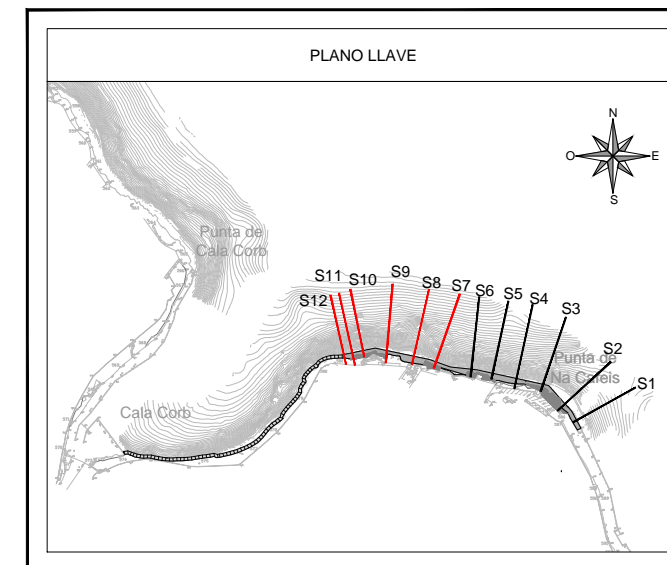 PLANO LLAVE
N
O
E
S
Punta de
Cala Corb
S11
S10
S9
S8
S7
S6
S5
S4
S3
S12
S2
S1
Punta de
Na Caleis
Cala Corb